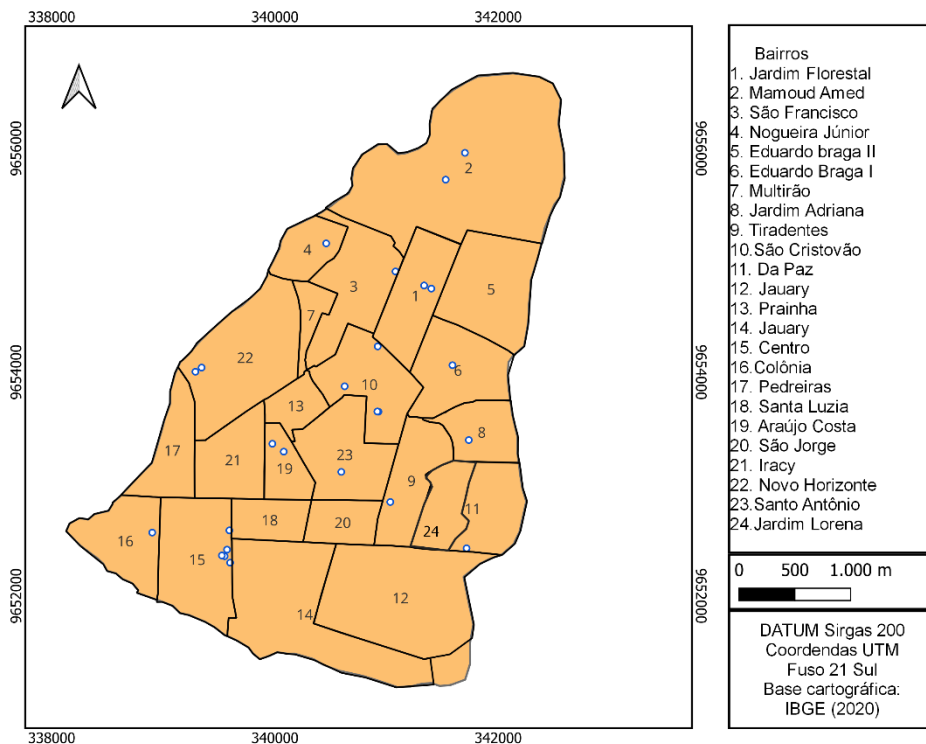 338000 340000 342000
9656000
9654000
9652000
9656000
9654000
9652000
338000 340000 342000
2
4
3
1
5
7
22
6
10
13
8
23
17
21
19
9
11
18
20
24
16
15
12
14
Bairros
1. Jardim Florestal
2. Mamoud Amed
3. São Francisco
4. Nogueira Júnior
5. Eduardo braga II
6. Eduardo Braga I
7. Multirão
8. Jardim Adriana
9. Tiradentes
10.São Cristovão
11. Da Paz
12. Jauary
13. Prainha
14. Jauary
15. Centro
16.Colônia
17. Pedreiras
18. Santa Luzia
19. Araújo Costa
20. São Jorge
21. Iracy
22. Novo Horizonte
23.Santo Antônio
24.Jardim Lorena
0 500 1.000 m
DATUM Sirgas 200
Coordendas UTM
Fuso 21 Sul
Base cartográfica:
IBGE (2020)